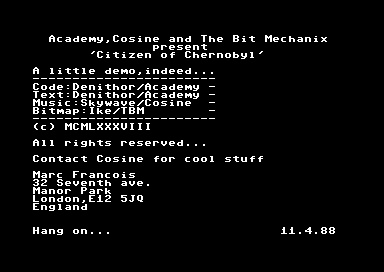 Academy,Cosine and The Bit Mechanix
present
'Citizen of Chernobyl'
A little demo,indeed...
-----------------------
Code:Denithor/Academy -
Text:Denithor/Academy -
Music:Skywave/Cosine  -
Bitmap:Ike/TBM
-----------------------
(c) MCMLXXXVIII
All rights reserved...
Contact Cosine for cool stuff
Marc Francois
32 Seventh ave.
Manor Park
London,E12 5JQ
England
Hang on... 11.4.88